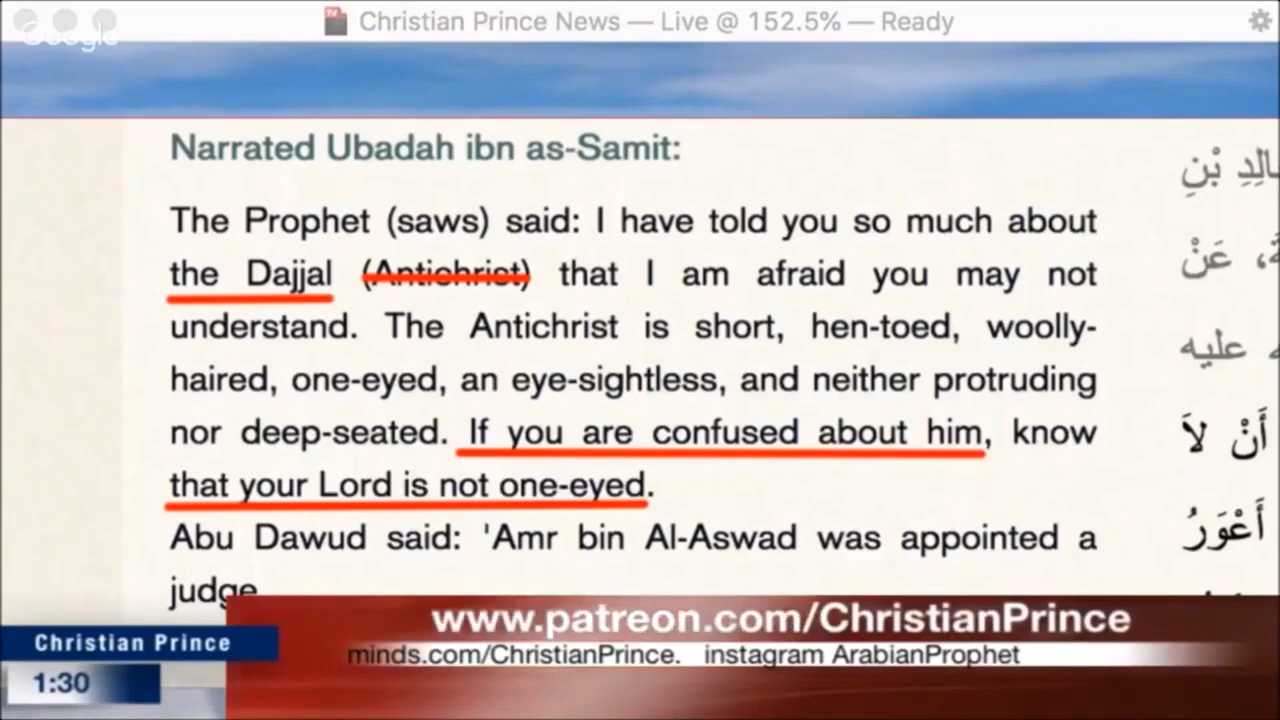 Christian Prince News — Live @ 152.5% — Ready
Google
Narrated Ubadah ibn as-Samit:
The Prophet (saws) said: I have told you so much about
the Dajjal (Antichrist) that I am afraid you may not
understand. The Antichrist is short, hen-toed, woolly-
haired, one-eyed, an eye-sightless, and neither protruding
nor deep-seated. If you are confused about him, know
that your Lord is not one-eyed.
Abu Dawud said: 'Amr bin Al-Aswad was appointed a
judge
بْنِ
عَنْ
عليه
أَنْ لاَ
أَعْوَرُ
www.patreon.com/ChristianPrince
Christian Prince
minds.com/ChristianPrince. instagram ArabianProphet
1:30